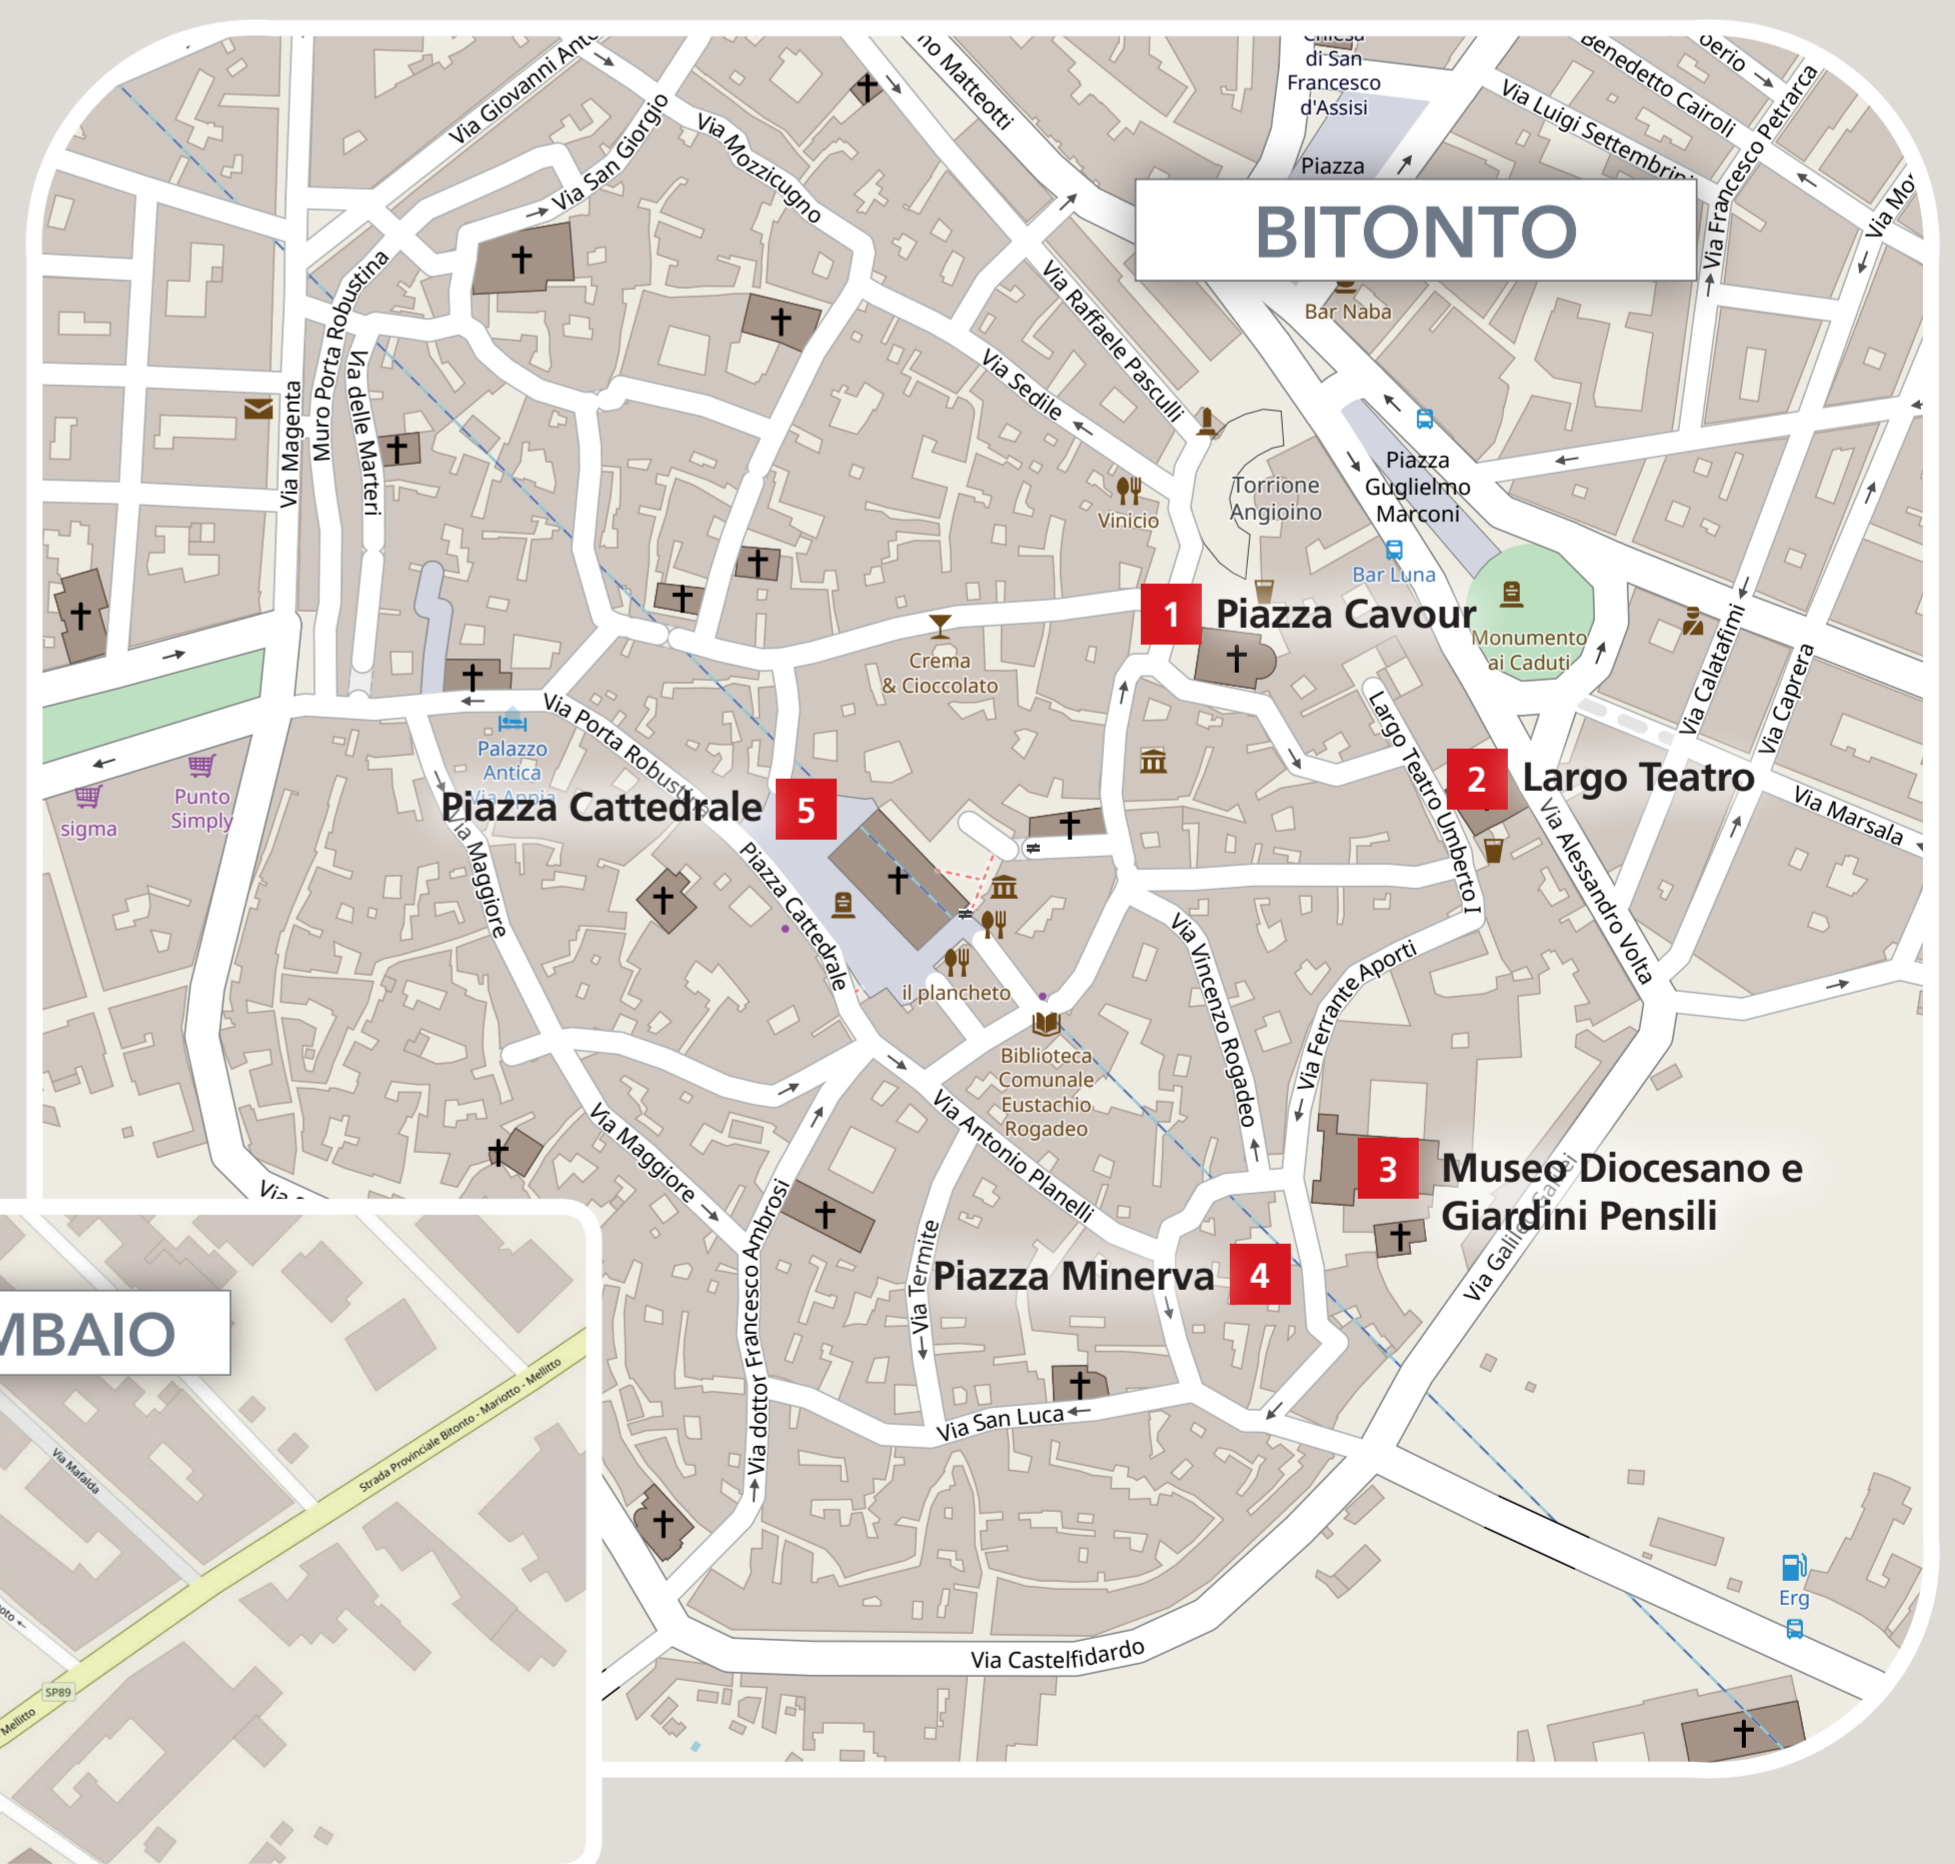 Via Giovanni
Via San Giorgio
Via Mozzicugno
Matteotti
di San
Francesco
d'Assisi
Piazza
BITONTO
Bar Naba
Via Luigi Settembrini
Benedetto Cairoli
Via Francesco Petrarca
Via Raffaele Pasculli
Via Sedile
Muro Porta Robustina
Via delle Marteri
Via Magenta
Vinicio
Torrione
Angioino
Piazza
Guglielmo
Marconi
Bar Luna
1 Piazza Cavour
Monumento
ai Caduti
Via Calatafimi
Via Caprera
Crema
& Cioccolato
Largo Teatro Umberto I
2 Largo Teatro
Via Marsala
Via Alessandro Volta
Via Porta Robustina
Palazzo
Antica
Via Appia
Punto
Simply
sigma
Piazza Cattedrale 5
Via Maggiore
Piazza Cattedrale
il plancheto
Biblioteca
Comunale
Eustachio
Rogadeo
Via Vincenzo Rogadeo
Via Ferrante Aporti
Via Antonio Planelli
Via Maggiore
Via dottor Francesco Ambrosi
Via Termite
3 Museo Diocesano e
Giardini Pensili
Via Galileo Galilei
Piazza Minerva 4
Via San Luca
Via Castelfidardo
Erg
MBAIO
Via Mafalda
Strada Provinciale Bitonto - Mariotto - Mellitto
SP89
Mellitto